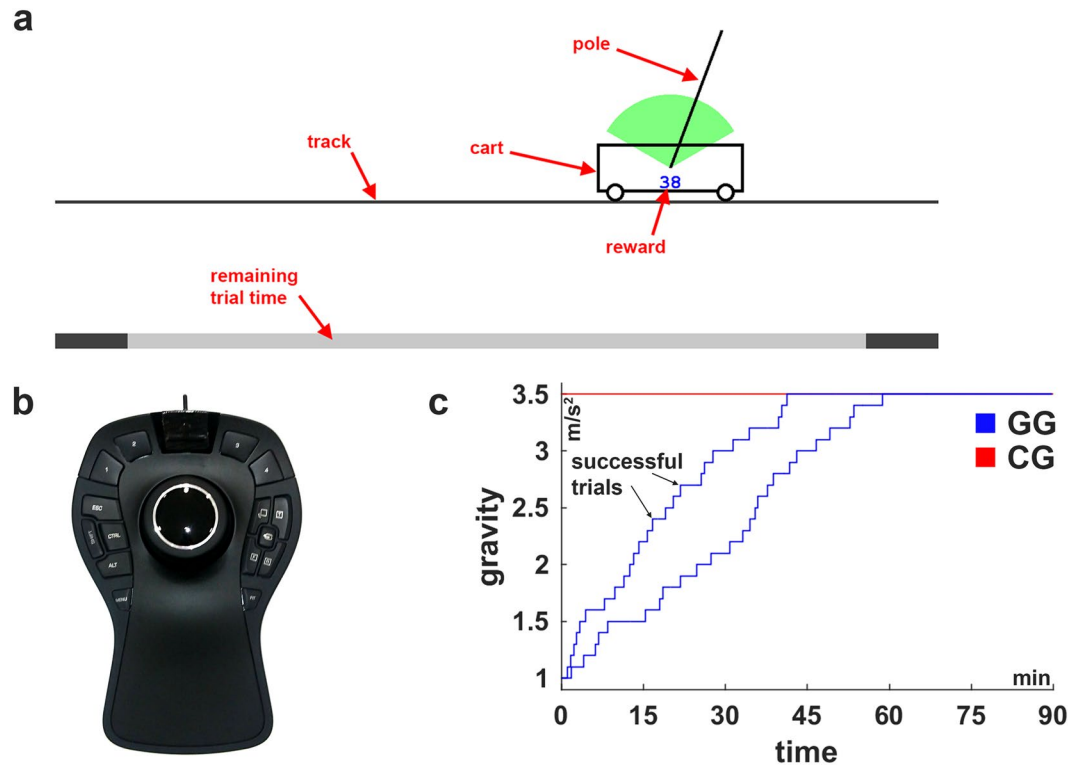 a
pole
track
cart
38
reward
remaining
trial time
b
1
2
3
4
ESC
CTRL
ALT
MENU
FIT
c
3.5
3
2.5
2
1.5
1
gravity
m/s²
successful
trials
GG
CG
min
0
15
30
45
60
75
90
time